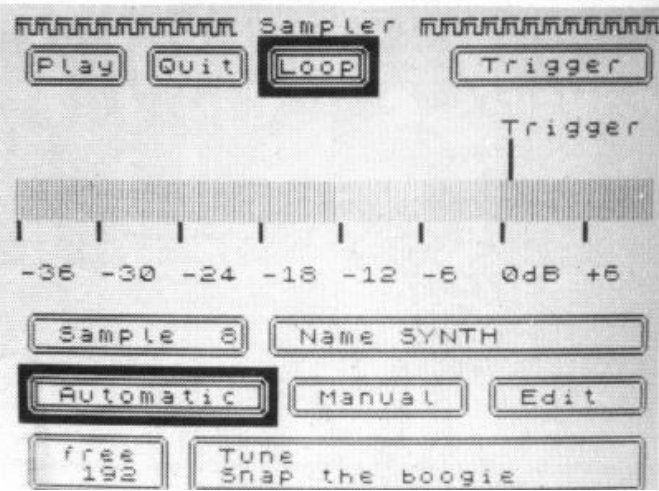 Sampler
Play Quit Loop Trigger
Trigger
-36 -30 -24 -18 -12 -6 0dB +6
Sample 8 Name SYNTH
Automatic Manual Edit
free Tune
192 Snap the boogie